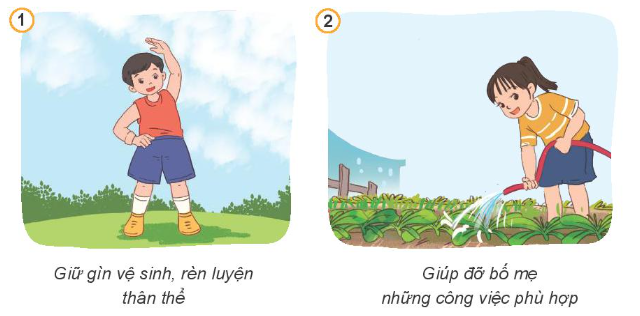 1
Giữ gìn vệ sinh, rèn luyện
thân thể
2
Giúp đỡ bố mẹ
những công việc phù hợp